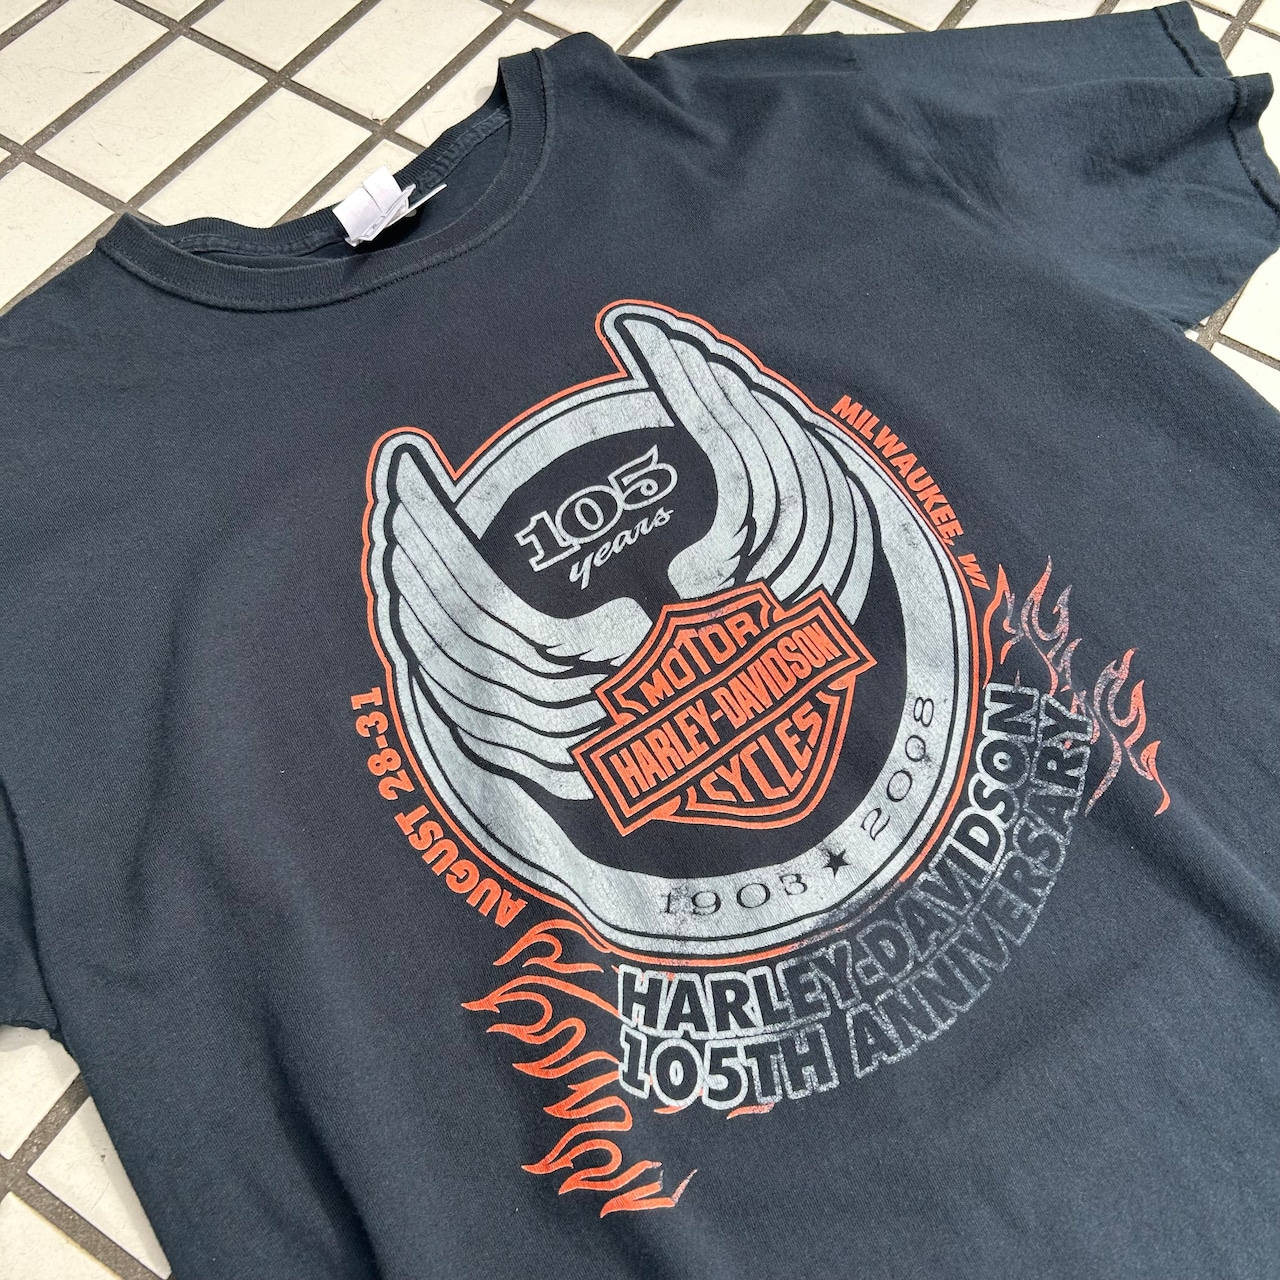 105
years
MOTOR
HARLEY-DAVIDSON
CYCLES
1903 ★ 2008
AUGUST 28-31
MILWAUKEE, WI
HARLEY-DAVIDSON
105TH ANNIVERSARY